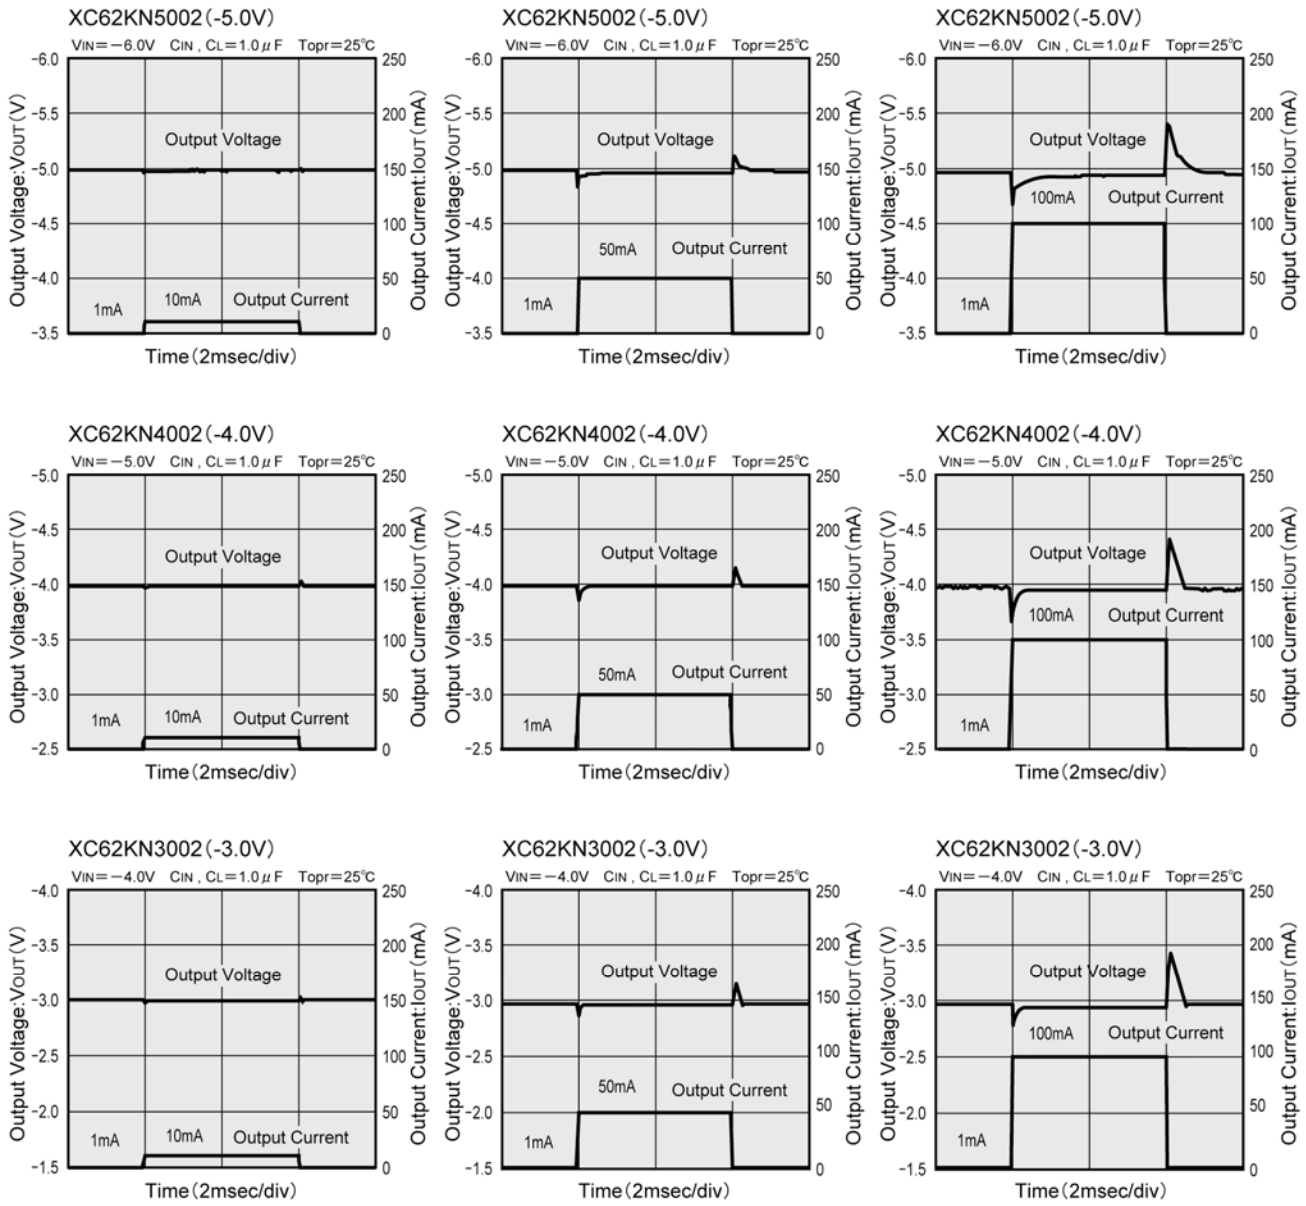 XC62KN5002(-5.0V)
VIN=-6.0V CIN , CL=1.0μF Topr=25℃
Output Voltage:VOUT(V)
-6.0
-5.5
-5.0
-4.5
-4.0
-3.5
Output Voltage
1mA
10mA
Output Current
250
200
150
100
50
0
Output Current:IOUT(mA)
Time(2msec/div)
XC62KN5002(-5.0V)
VIN=-6.0V CIN , CL=1.0μF Topr=25℃
Output Voltage:VOUT(V)
-6.0
-5.5
-5.0
-4.5
-4.0
-3.5
Output Voltage
50mA
Output Current
1mA
250
200
150
100
50
0
Output Current:IOUT(mA)
Time(2msec/div)
XC62KN5002(-5.0V)
VIN=-6.0V CIN , CL=1.0μF Topr=25℃
Output Voltage:VOUT(V)
-6.0
-5.5
-5.0
-4.5
-4.0
-3.5
Output Voltage
100mA
Output Current
1mA
250
200
150
100
50
0
Output Current:IOUT(mA)
Time(2msec/div)
XC62KN4002(-4.0V)
VIN=-5.0V CIN , CL=1.0μF Topr=25℃
Output Voltage:VOUT(V)
-5.0
-4.5
-4.0
-3.5
-3.0
-2.5
Output Voltage
1mA
10mA
Output Current
250
200
150
100
50
0
Output Current:IOUT(mA)
Time(2msec/div)
XC62KN4002(-4.0V)
VIN=-5.0V CIN , CL=1.0μF Topr=25℃
Output Voltage:VOUT(V)
-5.0
-4.5
-4.0
-3.5
-3.0
-2.5
Output Voltage
50mA
Output Current
1mA
250
200
150
100
50
0
Output Current:IOUT(mA)
Time(2msec/div)
XC62KN4002(-4.0V)
VIN=-5.0V CIN , CL=1.0μF Topr=25℃
Output Voltage:VOUT(V)
-5.0
-4.5
-4.0
-3.5
-3.0
-2.5
Output Voltage
100mA
Output Current
1mA
250
200
150
100
50
0
Output Current:IOUT(mA)
Time(2msec/div)
XC62KN3002(-3.0V)
VIN=-4.0V CIN , CL=1.0μF Topr=25℃
Output Voltage:VOUT(V)
-4.0
-3.5
-3.0
-2.5
-2.0
-1.5
Output Voltage
1mA
10mA
Output Current
250
200
150
100
50
0
Output Current:IOUT(mA)
Time(2msec/div)
XC62KN3002(-3.0V)
VIN=-4.0V CIN , CL=1.0μF Topr=25℃
Output Voltage:VOUT(V)
-4.0
-3.5
-3.0
-2.5
-2.0
-1.5
Output Voltage
50mA
Output Current
1mA
250
200
150
100
50
0
Output Current:IOUT(mA)
Time(2msec/div)
XC62KN3002(-3.0V)
VIN=-4.0V CIN , CL=1.0μF Topr=25℃
Output Voltage:VOUT(V)
-4.0
-3.5
-3.0
-2.5
-2.0
-1.5
Output Voltage
100mA
Output Current
1mA
250
200
150
100
50
0
Output Current:IOUT(mA)
Time(2msec/div)